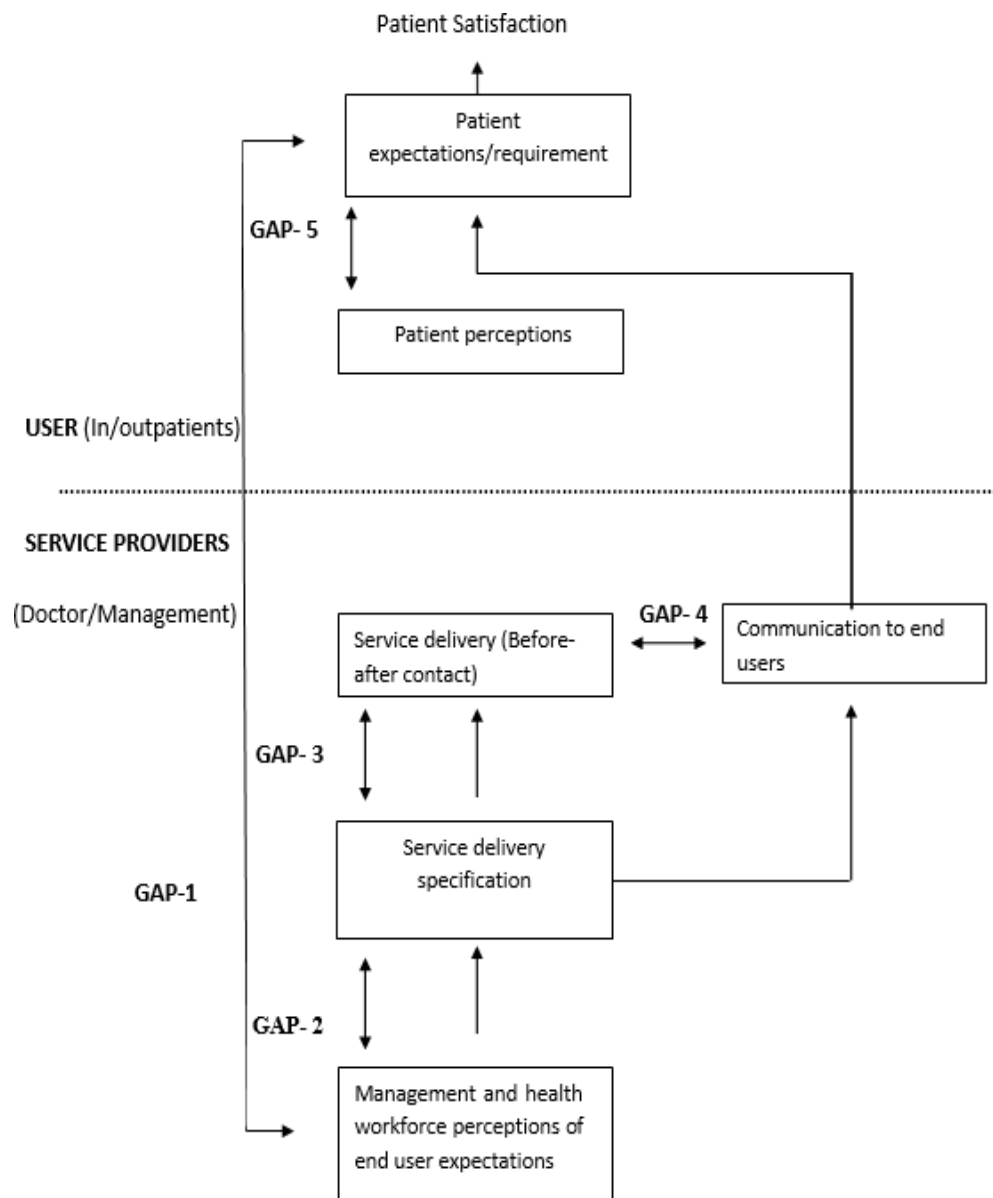 Patient Satisfaction
Patient
expectations/requirement
GAP- 5
Patient perceptions
USER (In/outpatients)
SERVICE PROVIDERS
(Doctor/Management)
Service delivery (Before-
after contact)
GAP- 4
Communication to end
users
GAP- 3
Service delivery
specification
GAP-1
GAP- 2
Management and health
workforce perceptions of
end user expectations